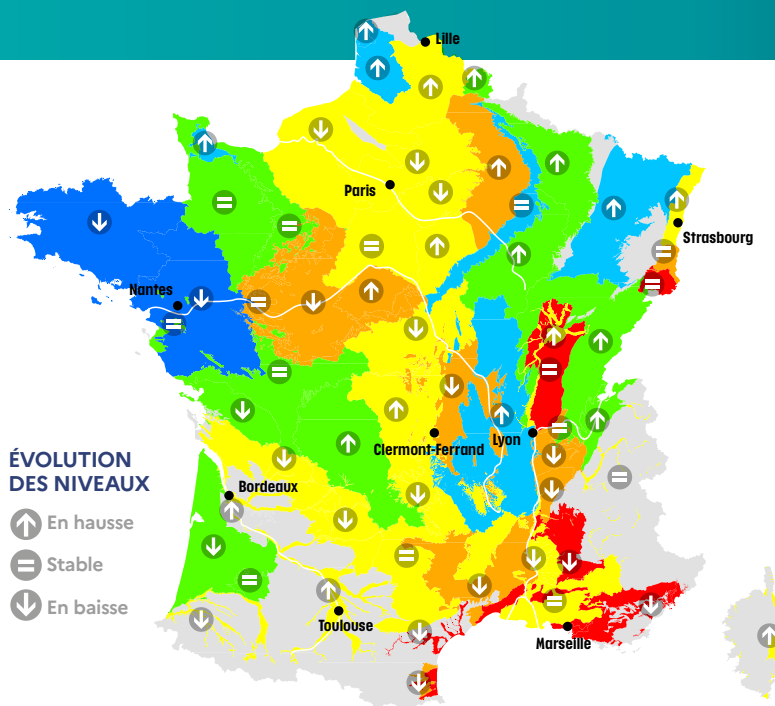 Lille
Paris
Strasbourg
Nantes
Lyon
Clermont-Ferrand
ÉVOLUTION
DES NIVEAUX
Bordeaux
En hausse
Stable
En baisse
Toulouse
Marseille